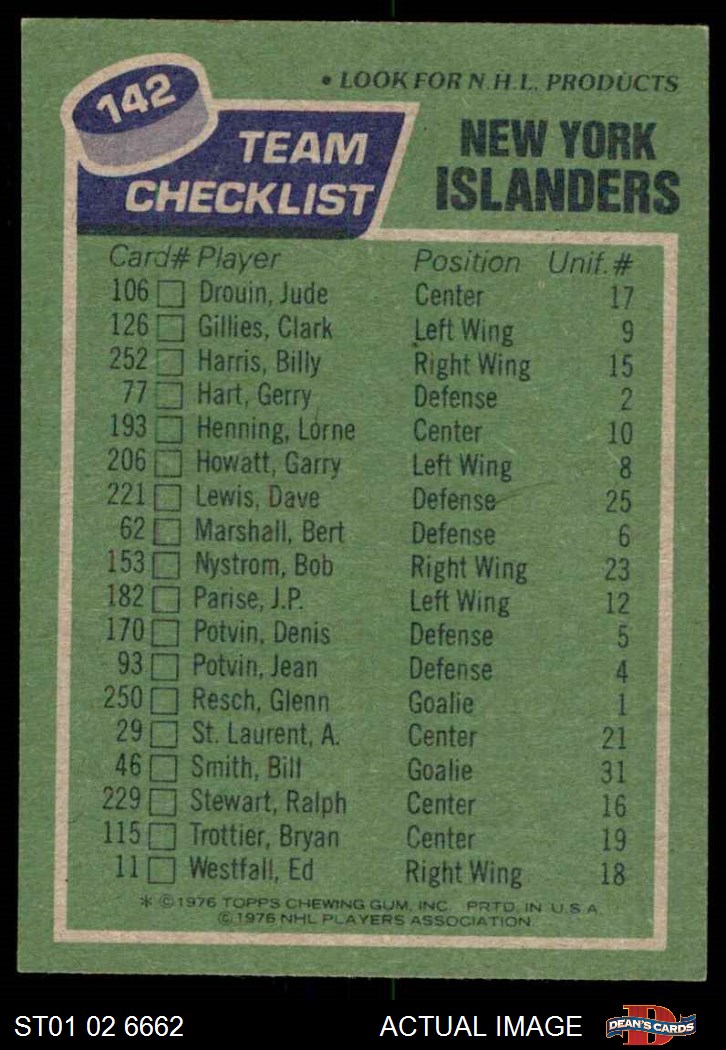 • LOOK FOR N.H.L. PRODUCTS
142
TEAM CHECKLIST
NEW YORK ISLANDERS
Card# Player Position Unif. #
106 Drouin, Jude Center 17
126 Gillies, Clark Left Wing 9
252 Harris, Billy Right Wing 15
77 Hart, Gerry Defense 2
193 Henning, Lorne Center 10
206 Howatt, Garry Left Wing 8
221 Lewis, Dave Defense 25
62 Marshall, Bert Defense 6
153 Nystrom, Bob Right Wing 23
182 Parise, J.P. Left Wing 12
170 Potvin, Denis Defense 5
93 Potvin, Jean Defense 4
250 Resch, Glenn Goalie 1
29 St. Laurent, A. Center 21
46 Smith, Bill Goalie 31
229 Stewart, Ralph Center 16
115 Trottier, Bryan Center 19
11 Westfall, Ed Right Wing 18
* ©1976 TOPPS CHEWING GUM, INC. PRTD. IN U.S.A.
©1976 NHL PLAYERS ASSOCIATION
ST01 02 6662 ACTUAL IMAGE D DEAN'S CARDS